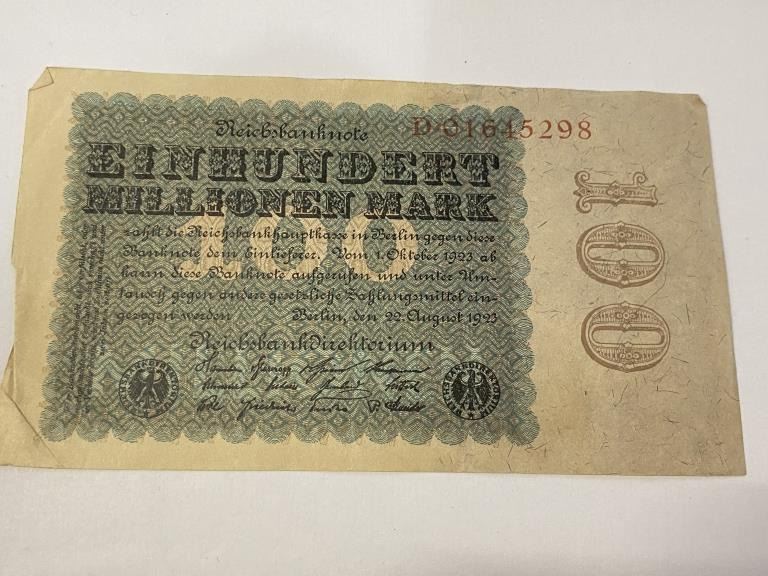 Reichsbanknote
D·01645298
EINHUNDERT
MILLIONEN MARK
zahlt die Reichsbankhauptkasse in Berlin gegen diese
Banknote dem Einlieferer. Vom 1. Oktober 1923 ab
kann diese Banknote aufgerufen und unter Um-
tausch gegen andere gesetzliche Zahlungsmittel ein-
gezogen werden
Berlin, den 22. August 1923
Reichsbankdirektorium
REICHSBANKDIREKTORIUM
REICHSBANKDIREKTORIUM
100
100